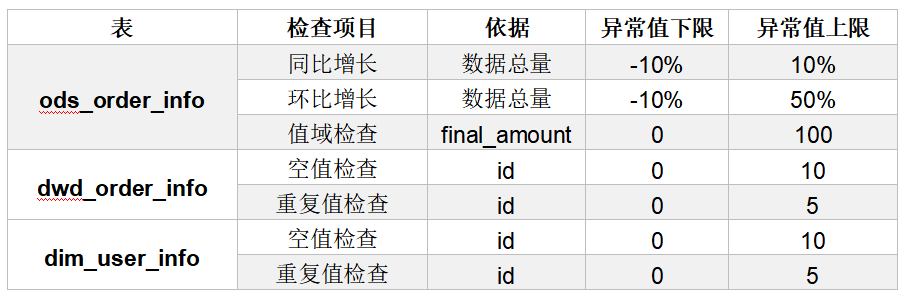 表 检查项目 依据 异常值下限 异常值上限
ods_order_info 同比增长 数据总量 -10% 10%
环比增长 数据总量 -10% 50%
值域检查 final_amount 0 100
dwd_order_info 空值检查 id 0 10
重复值检查 id 0 5
dim_user_info 空值检查 id 0 10
重复值检查 id 0 5